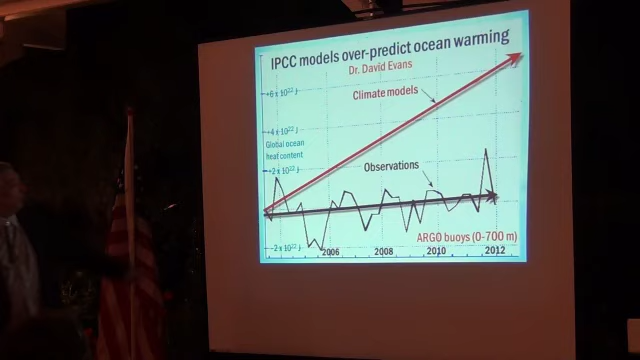 IPCC models over-predict ocean warming
Dr. David Evans
+6 x 10²² J
Climate models
+4 x 10²² J
Global ocean
heat content
+2 x 10²² J
Observations
ARGO buoys (0-700 m)
-2 x 10²² J
2006
2008
2010
2012